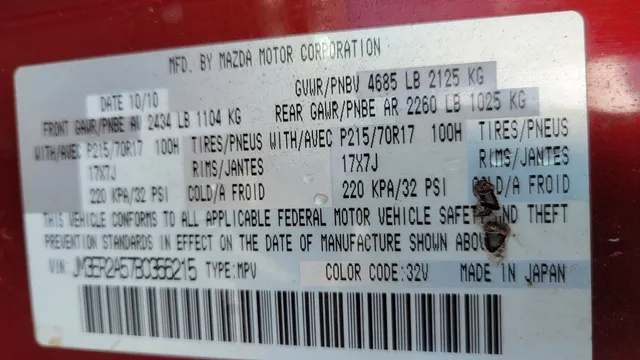 MFD. BY MAZDA MOTOR CORPORATION
DATE 10/10 GVWR/PNBV 4685 LB 2125 KG
FRONT GAWR/PNBE AV 2434 LB 1104 KG REAR GAWR/PNBE AR 2260 LB 1025 KG
WITH/AVEC P215/70R17 100H TIRES/PNEUS WITH/AVEC P215/70R17 100H TIRES/PNEUS
17X7J RIMS/JANTES 17X7J RIMS/JANTES
220 KPA/32 PSI COLD/A FROID 220 KPA/32 PSI COLD/A FROID
THIS VEHICLE CONFORMS TO ALL APPLICABLE FEDERAL MOTOR VEHICLE SAFETY AND THEFT
PREVENTION STANDARDS IN EFFECT ON THE DATE OF MANUFACTURE SHOWN ABOVE
VIN: JM3ER2A57B0366215 TYPE: MPV COLOR CODE: 32V MADE IN JAPAN